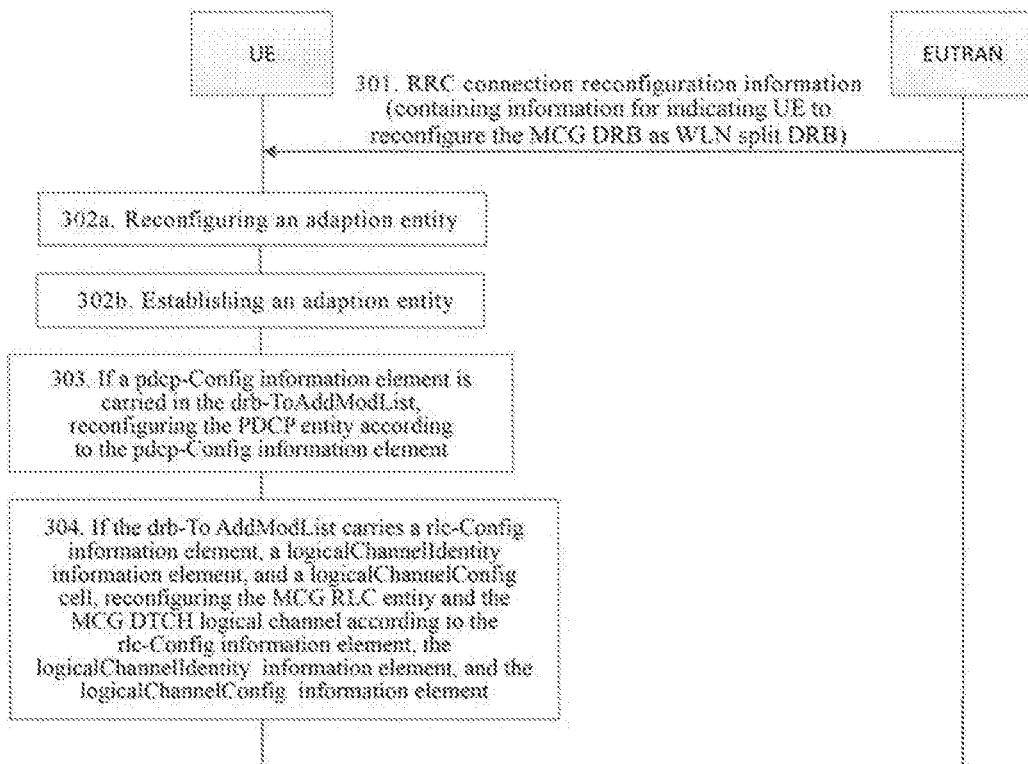 UE
EUTRAN
301. RRC connection reconfiguration information
(containing information for indicating UE to
reconfigure the MCG DRB as WLN split DRB)
302a. Reconfiguring an adaption entity
302b. Establishing an adaption entity
303. If a pdcp-Config information element is
carried in the drb-ToAddModList,
reconfiguring the PDCP entity according
to the pdcp-Config information element
304. If the drb-To AddModList carries a rlc-Config
information element, a logicalChannelIdentity
information element, and a logicalChannelConfig
cell, reconfiguring the MCG RLC entity and the
MCG DTCH logical channel according to the
rlc-Config information element, the
logicalChannelIdentity information element, and the
logicalChannelConfig information element